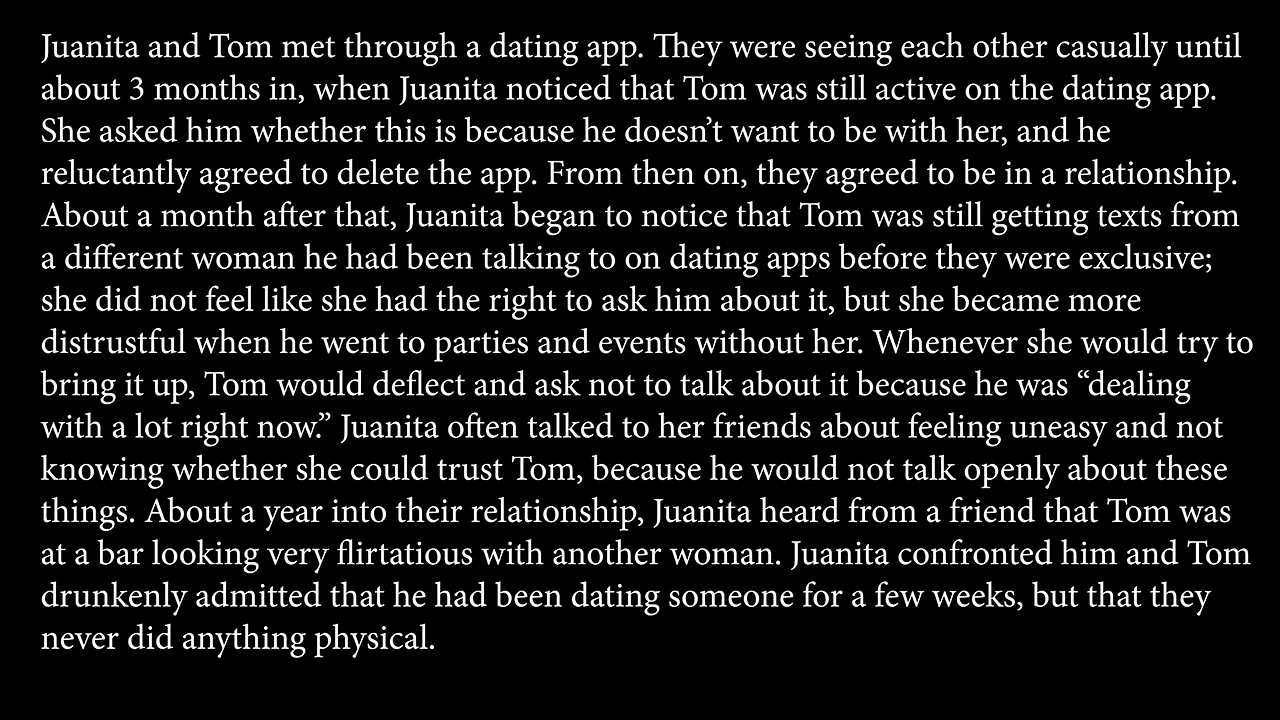 Juanita and Tom met through a dating app. They were seeing each other casually until
about 3 months in, when Juanita noticed that Tom was still active on the dating app.
She asked him whether this is because he doesn’t want to be with her, and he
reluctantly agreed to delete the app. From then on, they agreed to be in a relationship.
About a month after that, Juanita began to notice that Tom was still getting texts from
a different woman he had been talking to on dating apps before they were exclusive;
she did not feel like she had the right to ask him about it, but she became more
distrustful when he went to parties and events without her. Whenever she would try to
bring it up, Tom would deflect and ask not to talk about it because he was “dealing
with a lot right now.” Juanita often talked to her friends about feeling uneasy and not
knowing whether she could trust Tom, because he would not talk openly about these
things. About a year into their relationship, Juanita heard from a friend that Tom was
at a bar looking very flirtatious with another woman. Juanita confronted him and Tom
drunkenly admitted that he had been dating someone for a few weeks, but that they
never did anything physical.